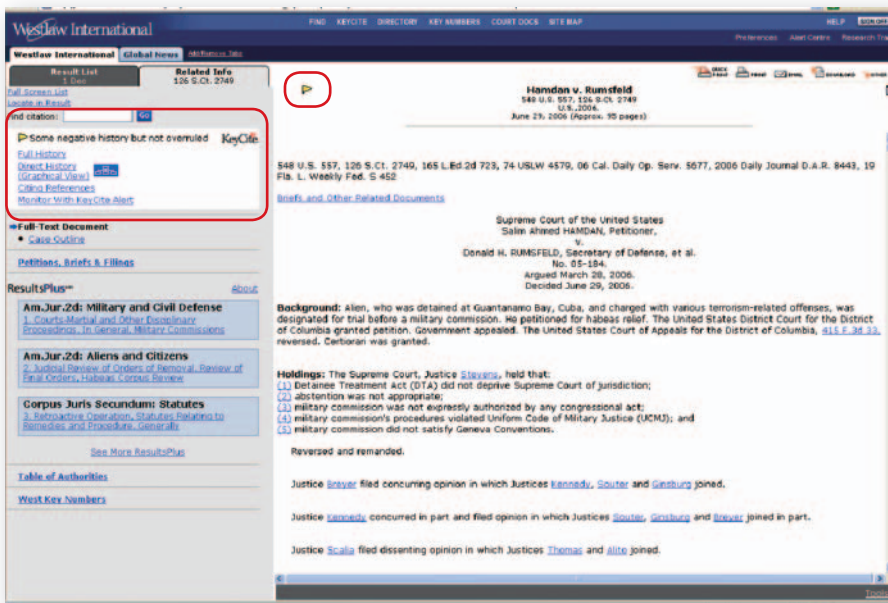 Westlaw International
FIND KEYCITE DIRECTORY KEY NUMBERS COURT DOCS SITE MAP
HELP SIGN OFF
Preferences Alert Centre Research
Westlaw International Global News Add/Remove Tabs
Result List
1 Doc
Related Info
126 S.Ct. 2749
Full Screen List
Locate in Result
Find citation: GO
Some negative history but not overruled KeyCite
Full History
Direct History
(Graphical View)
Citing References
Monitor With KeyCite Alert
Full-Text Document
• Case Outline
Petitions, Briefs & Filings
ResultsPlus About
Am.Jur.2d: Military and Civil Defense
1. Courts-Martial and Other Disciplinary
Proceedings, In General, Military Commissions
Am.Jur.2d: Aliens and Citizens
2. Judicial Review of Orders of Removal, Review of
Final Orders, Habeas Corpus Review
Corpus Juris Secundum: Statutes
3. Retroactive Operation, Statutes Relating to
Remedies and Procedure, Generally
See More ResultsPlus
Table of Authorities
West Key Numbers
QUICK PRINT PRINT EMAIL DOWNLOAD
Hamdan v. Rumsfeld
548 U.S. 557, 126 S.Ct. 2749
U.S.,2006.
June 29, 2006 (Approx. 95 pages)
548 U.S. 557, 126 S.Ct. 2749, 165 L.Ed.2d 723, 74 USLW 4579, 06 Cal. Daily Op. Serv. 5677, 2006 Daily Journal D.A.R. 8443, 19
Fla. L. Weekly Fed. S 452
Briefs and Other Related Documents
Supreme Court of the United States
Salim Ahmed HAMDAN, Petitioner,
v.
Donald H. RUMSFELD, Secretary of Defense, et al.
No. 05-184.
Argued March 28, 2006.
Decided June 29, 2006.
Background: Alien, who was detained at Guantanamo Bay, Cuba, and charged with various terrorism-related offenses, was
designated for trial before a military commission. He petitioned for habeas relief. The United States District Court for the District
of Columbia granted petition. Government appealed. The United States Court of Appeals for the District of Columbia, 415 F.3d 33,
reversed. Certiorari was granted.
Holdings: The Supreme Court, Justice Stevens, held that:
(1) Detainee Treatment Act (DTA) did not deprive Supreme Court of jurisdiction;
(2) abstention was not appropriate;
(3) military commission was not expressly authorized by any congressional act;
(4) military commission's procedures violated Uniform Code of Military Justice (UCMJ); and
(5) military commission did not satisfy Geneva Conventions.
Reversed and remanded.
Justice Breyer filed concurring opinion in which Justices Kennedy, Souter and Ginsburg joined.
Justice Kennedy concurred in part and filed opinion in which Justices Souter, Ginsburg and Breyer joined in part.
Justice Scalia filed dissenting opinion in which Justices Thomas and Alito joined.